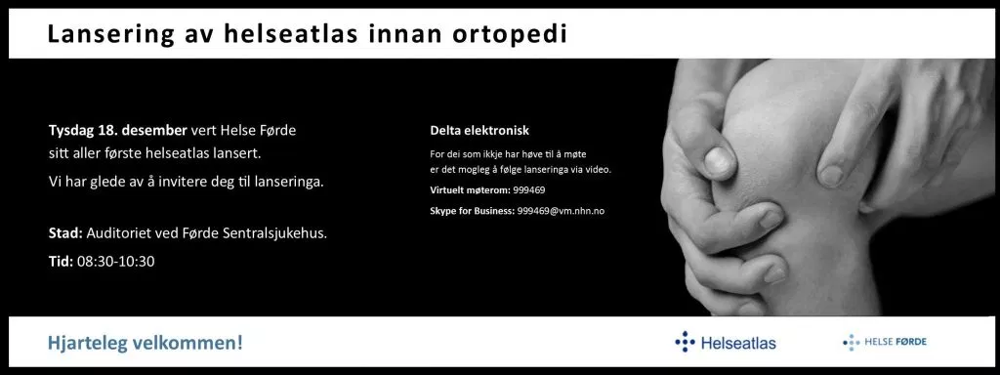 Lansering av helseatlas innan ortopedi
Tysdag 18. desember vert Helse Førde
sitt aller første helseatlas lansert.
Vi har glede av å invitere deg til lanseringa.
Stad: Auditoriet ved Førde Sentralsjukehus.
Tid: 08:30-10:30
Delta elektronisk
For dei som ikkje har høve til å møte
er det mogleg å følge lanseringa via video.
Virtuelt møterom: 999469
Skype for Business: 999469@vm.nhn.no
Hjarteleg velkommen!
Helseatlas
HELSE FØRDE